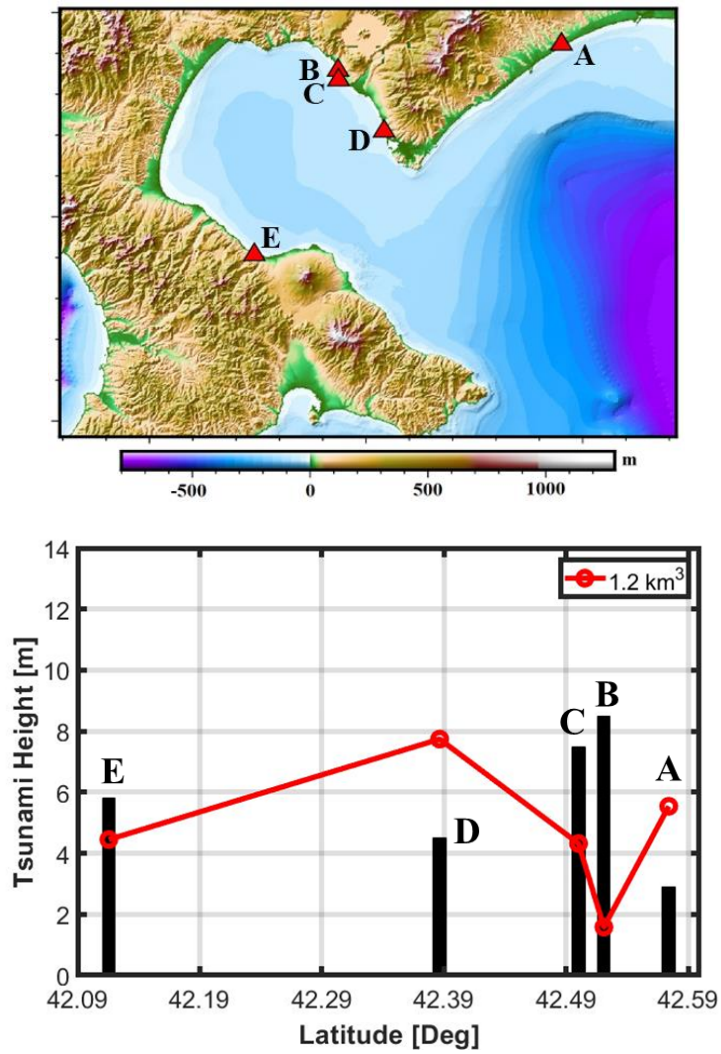 A
B
C
D
E
m
-500 0 500 1000
14
1.2 km³
12
10
B
C
8
E
A
6
D
4
2
0
42.09 42.19 42.29 42.39 42.49 42.59
Tsunami Height [m]
Latitude [Deg]